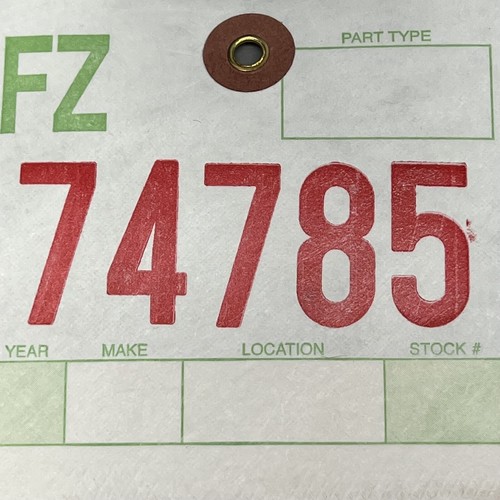 FZ
PART TYPE
74785
YEAR MAKE LOCATION STOCK #